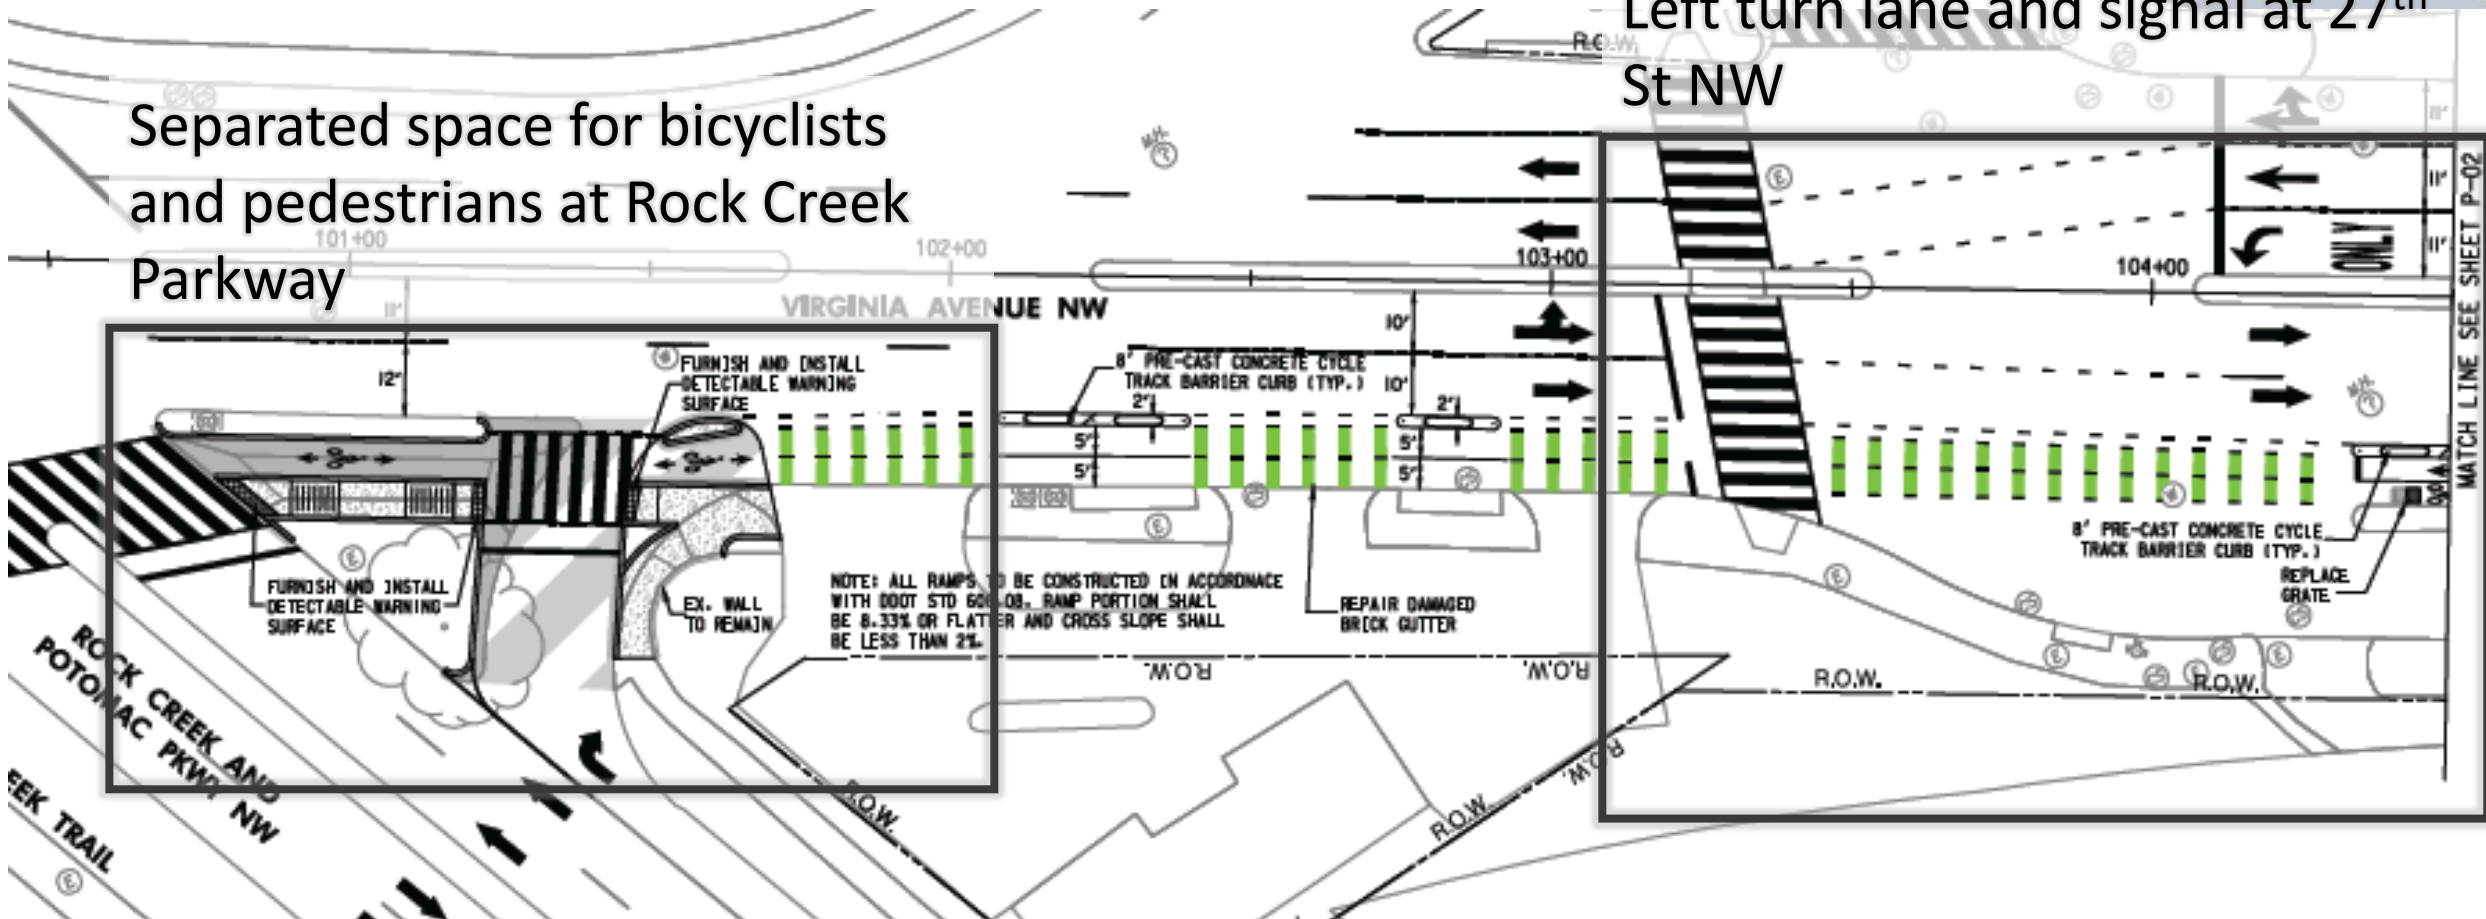 Left turn lane and signal at 27th
St NW
Separated space for bicyclists
and pedestrians at Rock Creek
Parkway
R.O.W.
101+00
102+00
103+00
104+00
VIRGINIA AVENUE NW
ONLY
MATCH LINE SEE SHEET P-02
11'
11'
11'
11'
12'
10'
10'
FURNISH AND INSTALL
DETECTABLE WARNING
SURFACE
8' PRE-CAST CONCRETE CYCLE
TRACK BARRIER CURB (TYP.)
2'
2'
5'
5'
5'
5'
8' PRE-CAST CONCRETE CYCLE
TRACK BARRIER CURB (TYP.)
REPLACE
GRATE
FURNISH AND INSTALL
DETECTABLE WARNING
SURFACE
EX. WALL
TO REMAIN
NOTE: ALL RAMPS TO BE CONSTRUCTED IN ACCORDNACE
WITH DDOT STD 606.08. RAMP PORTION SHALL
BE 8.33% OR FLATTER AND CROSS SLOPE SHALL
BE LESS THAN 2%.
REPAIR DAMAGED
BRICK GUTTER
R.O.W.
R.O.W.
R.O.W.
R.O.W.
R.O.W.
R.O.W.
R.O.W.
ROCK CREEK AND
POTOMAC PKWY NW
EEK TRAIL